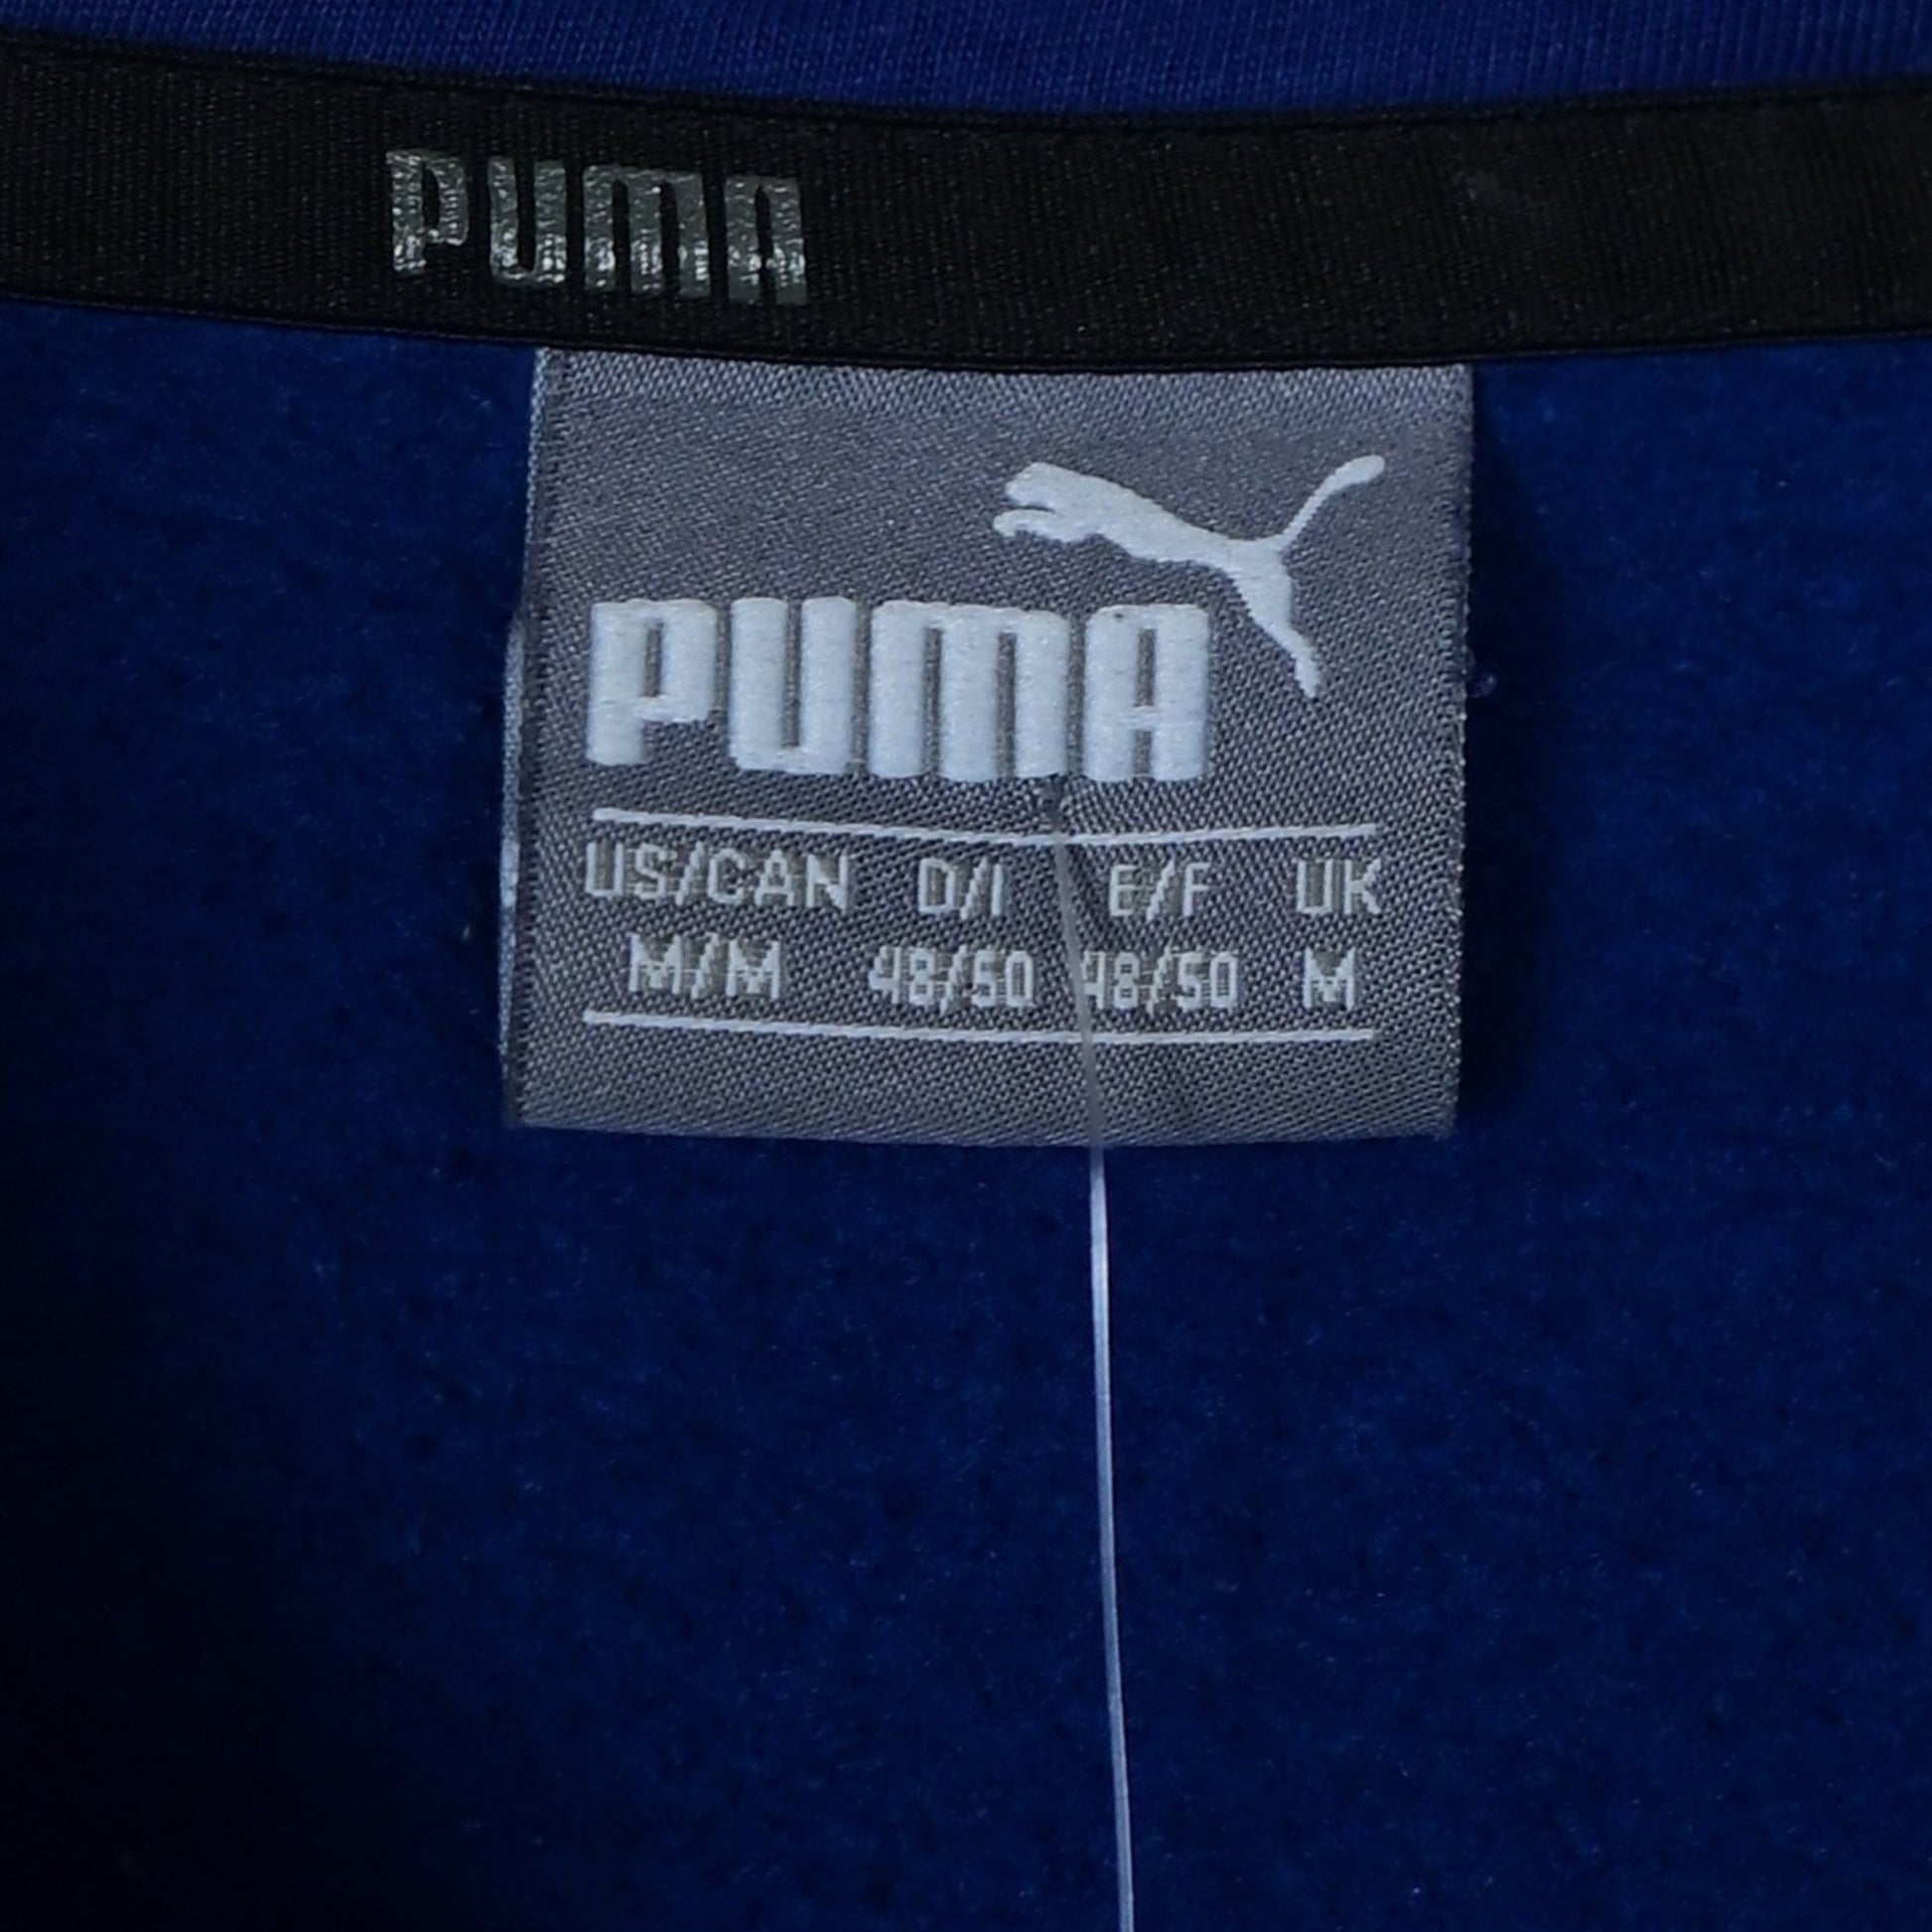 PUMA
PUMA
US/CAN D/I E/F UK
M/M 48/50 48/50 M